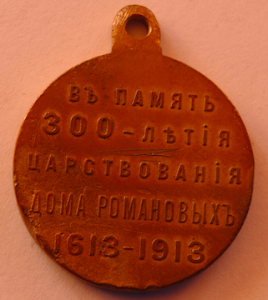 ВЪ ПАМЯТЬ
300-ЛѢТІЯ
ЦАРСТВОВАНІЯ
ДОМА РОМАНОВЫХЪ
1613-1913